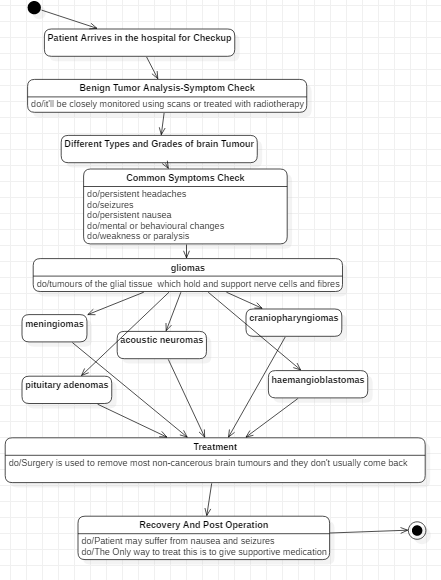 Patient Arrives in the hospital for Checkup
Benign Tumor Analysis-Symptom Check
do/it'll be closely monitored using scans or treated with radiotherapy
Different Types and Grades of brain Tumour
Common Symptoms Check
do/persistent headaches
do/seizures
do/persistent nausea
do/mental or behavioural changes
do/weakness or paralysis
gliomas
do/tumours of the glial tissue  which hold and support nerve cells and fibres
meningiomas
craniopharyngiomas
acoustic neuromas
pituitary adenomas
haemangioblastomas
Treatment
do/Surgery is used to remove most non-cancerous brain tumours and they don't usually come back
Recovery And Post Operation
do/Patient may suffer from nausea and seizures
do/The Only way to treat this is to give supportive medication